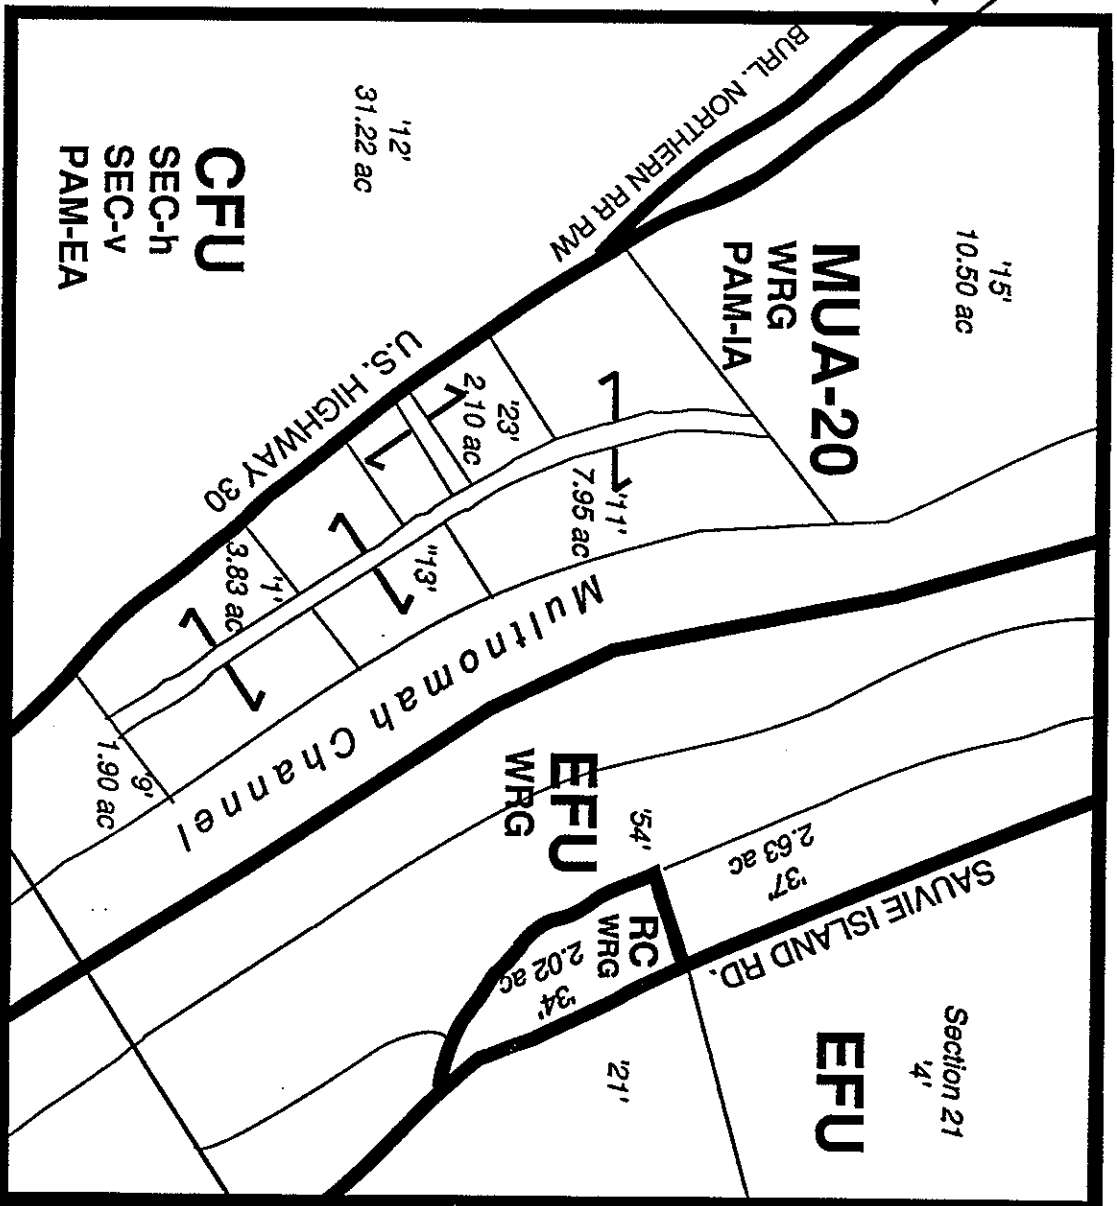 '12'
31.22 ac
CFU
SEC-h
SEC-v
PAM-EA
BURL. NORTHERN RR R/W
'15'
10.50 ac
MUA-20
WRG
PAM-IA
U.S. HIGHWAY 30
'23'
2.10 ac
'11'
7.95 ac
"13'
'1'
3.83 ac
'9'
1.90 ac
Multnomah Channel
EFU
WRG
'54'
'37'
2.63 ac
SAUVIE ISLAND RD.
RC
WRG
'34'
2.02 ac
'21'
Section 21
'4'
EFU